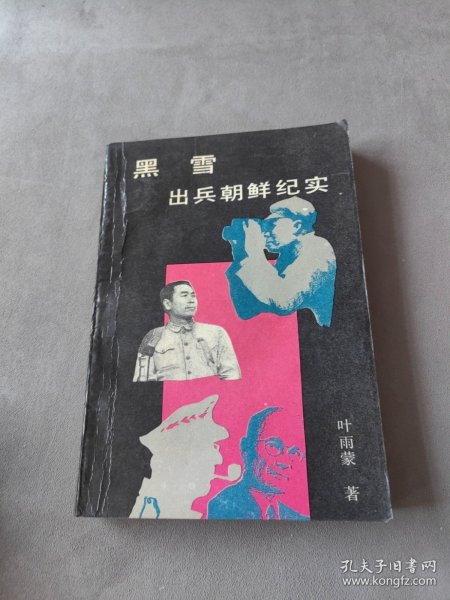 黑雪
出兵朝鲜纪实
叶雨蒙 著
孔夫子旧书网
www.kongfz.com